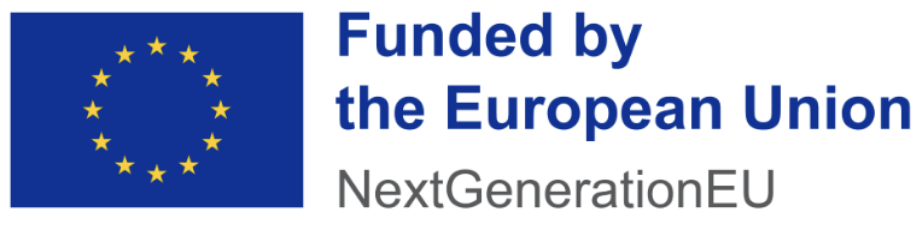 Funded by
the European Union
NextGenerationEU